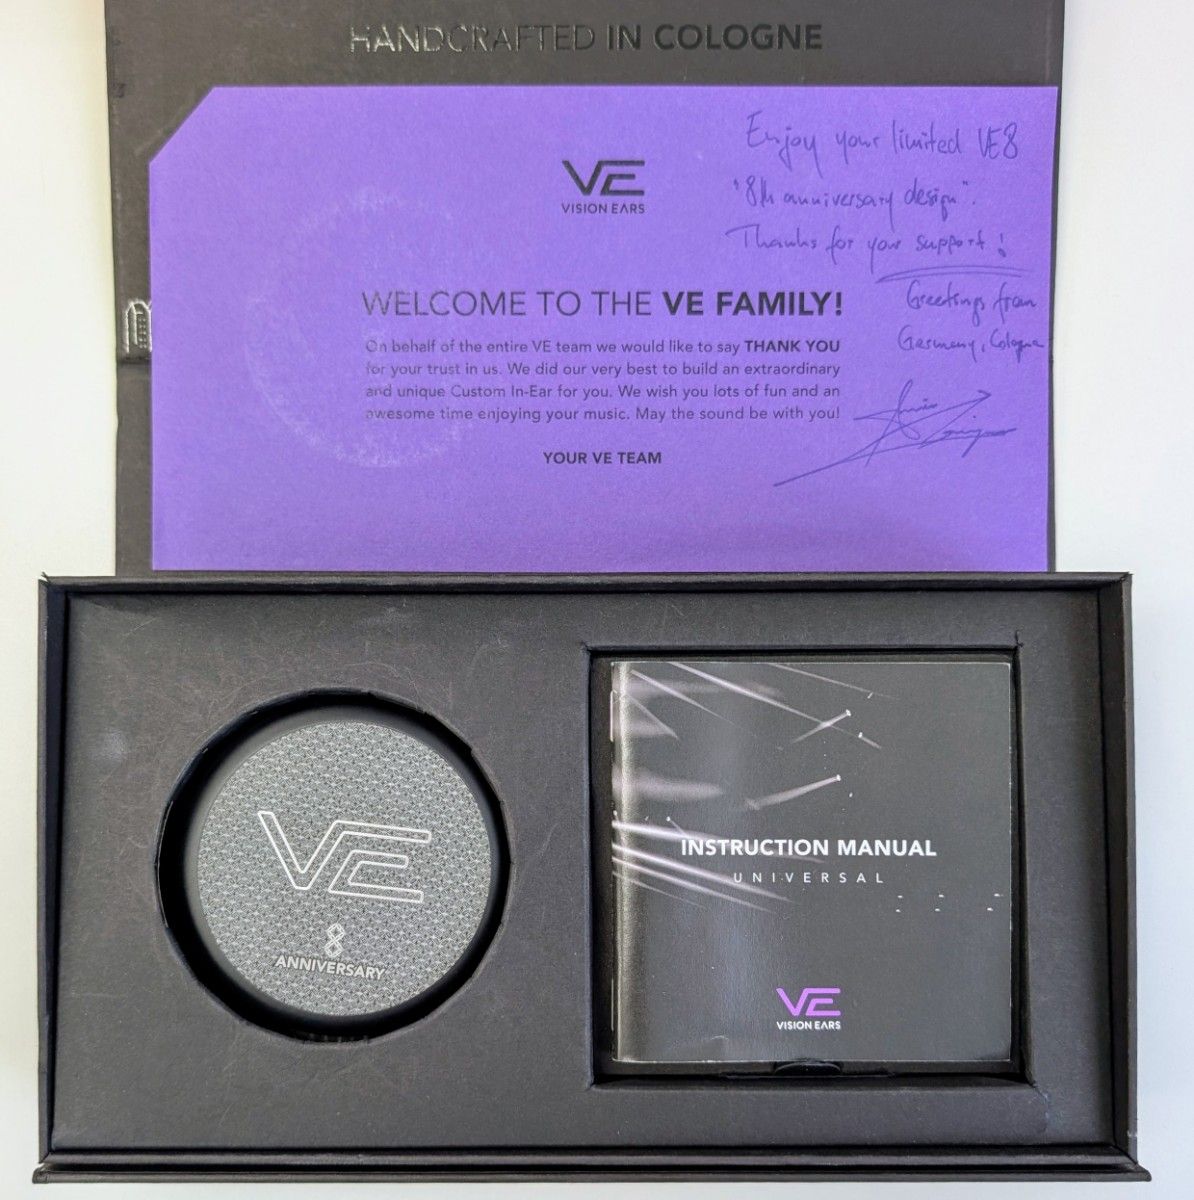 HANDCRAFTED IN COLOGNE
VE
VISION EARS
Enjoy your limited VE8
"8th anniversary design".
Thanks for your support!
Greetings from
Germany, Cologne
WELCOME TO THE VE FAMILY!
On behalf of the entire VE team we would like to say THANK YOU
for your trust in us. We did our very best to build an extraordinary
and unique Custom In-Ear for you. We wish you lots of fun and an
awesome time enjoying your music. May the sound be with you!
YOUR VE TEAM
VE
8
ANNIVERSARY
INSTRUCTION MANUAL
UNIVERSAL
VE
VISION EARS